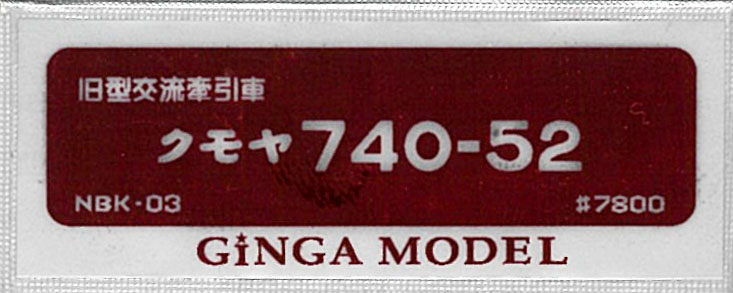 旧型交流牽引車
クモヤ740-52
NBK-03 #7800
GiNGA MODEL